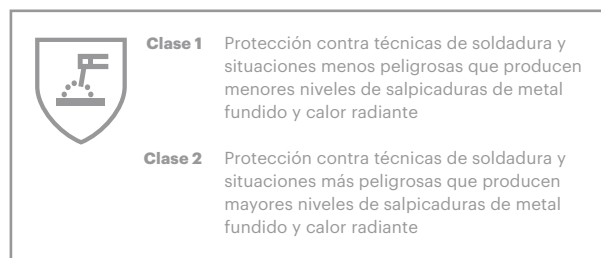 Clase 1 Protección contra técnicas de soldadura y
situaciones menos peligrosas que producen
menores niveles de salpicaduras de metal
fundido y calor radiante
Clase 2 Protección contra técnicas de soldadura y
situaciones más peligrosas que producen
mayores niveles de salpicaduras de metal
fundido y calor radiante